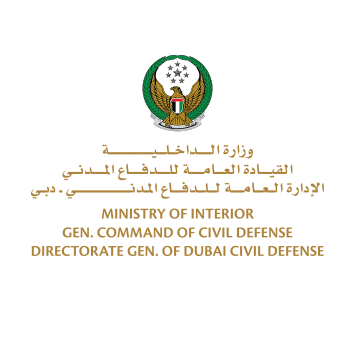 وزارة الداخلية
القيادة العامة للدفاع المدني
الإدارة العامة للدفاع المدني - دبي
MINISTRY OF INTERIOR
GEN. COMMAND OF CIVIL DEFENSE
DIRECTORATE GEN. OF DUBAI CIVIL DEFENSE